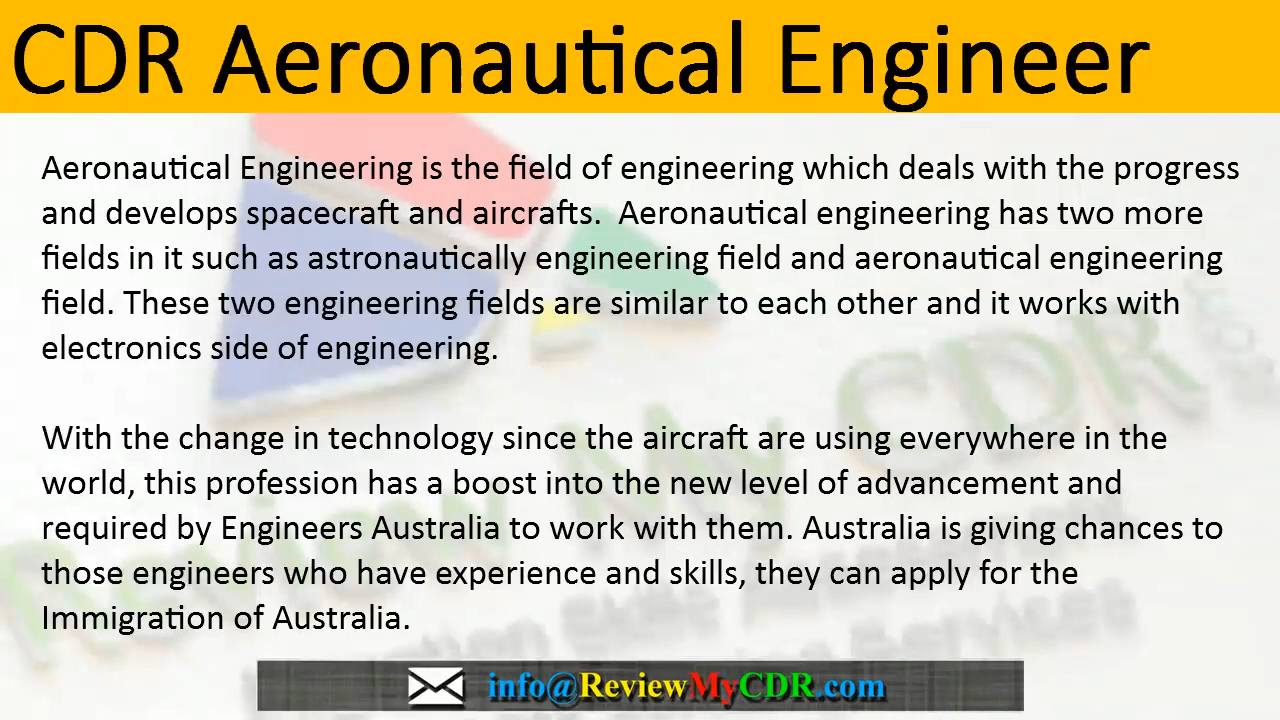 CDR Aeronautical Engineer
Aeronautical Engineering is the field of engineering which deals with the progress
and develops spacecraft and aircrafts.  Aeronautical engineering has two more
fields in it such as astronautically engineering field and aeronautical engineering
field. These two engineering fields are similar to each other and it works with
electronics side of engineering.
With the change in technology since the aircraft are using everywhere in the
world, this profession has a boost into the new level of advancement and
required by Engineers Australia to work with them. Australia is giving chances to
those engineers who have experience and skills, they can apply for the
Immigration of Australia.
Review My CDR
info@ReviewMyCDR.com